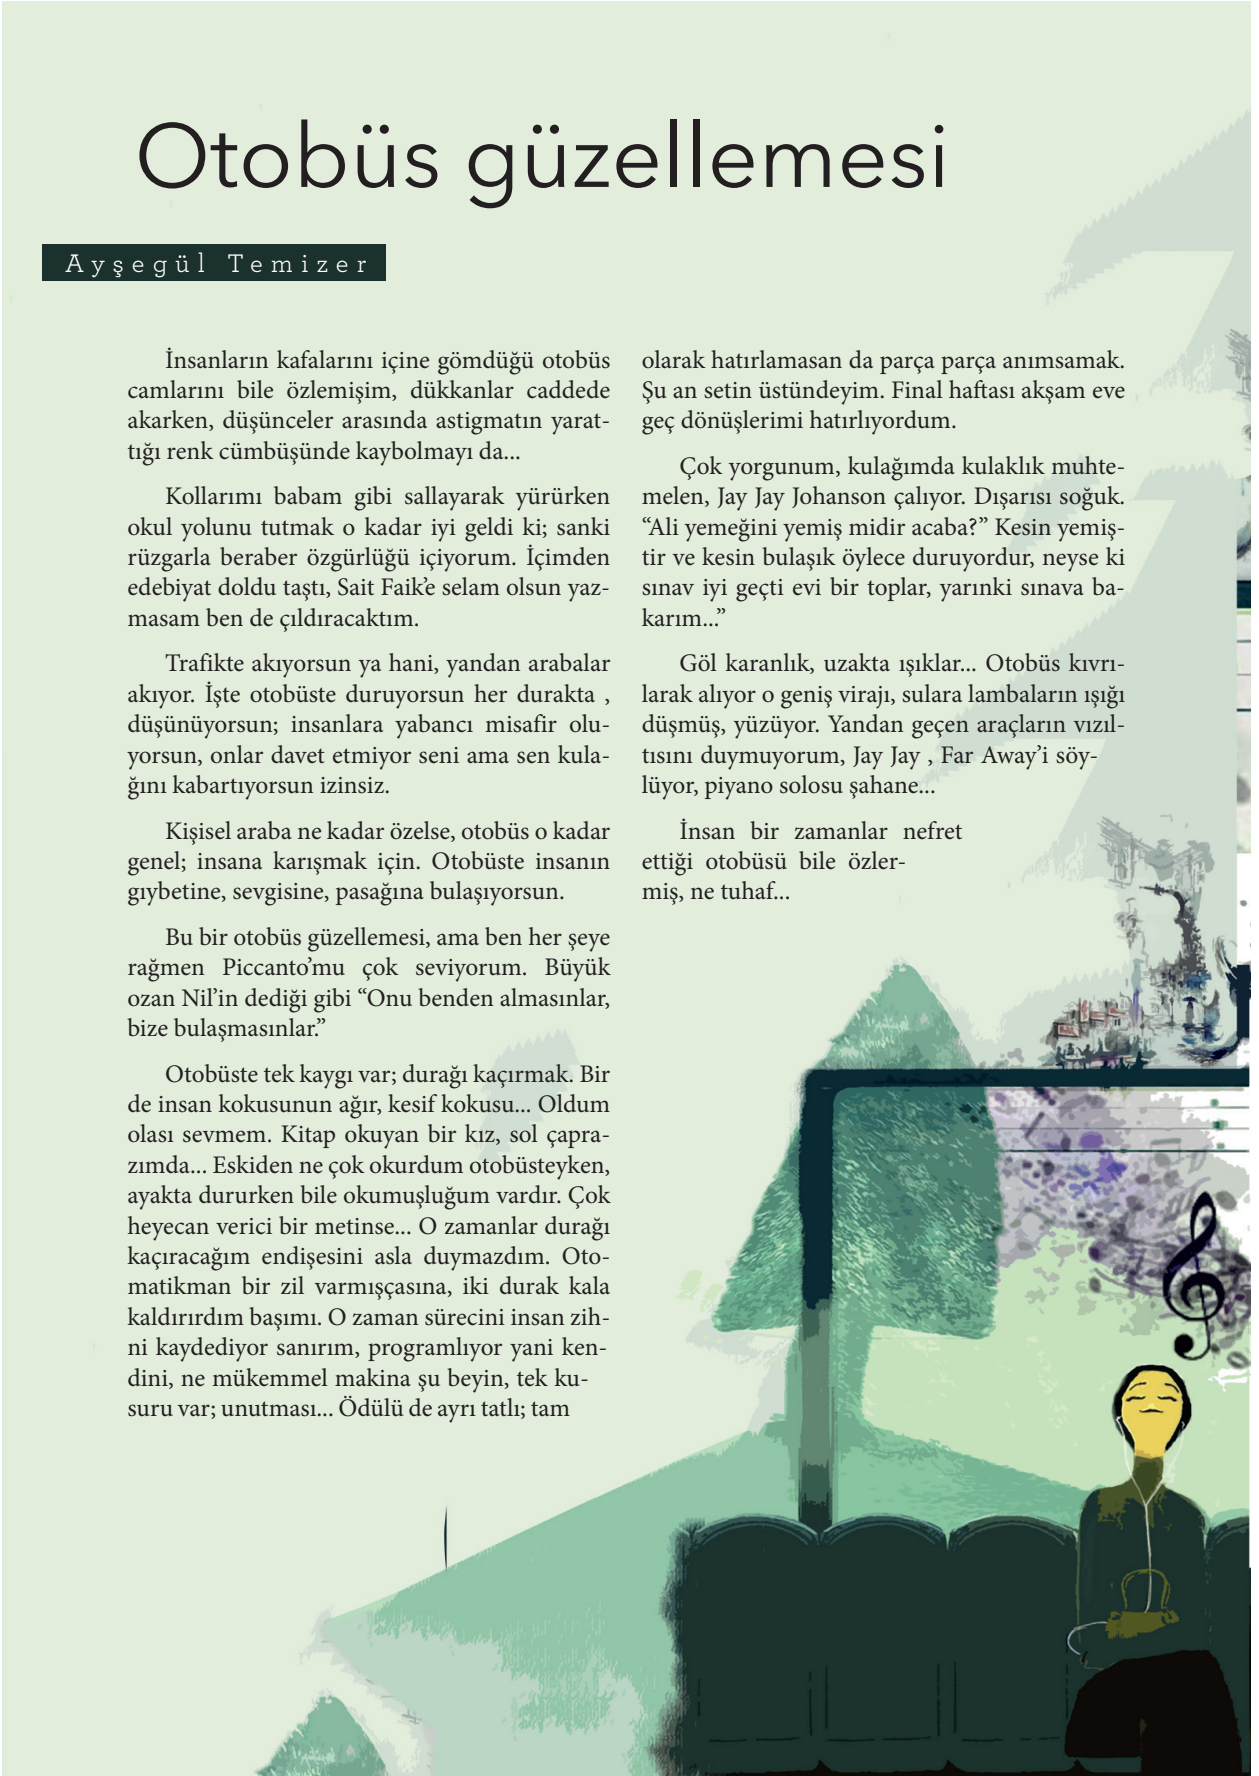 Otobüs güzellemesi
Ayşegül Temizer
İnsanların kafalarını içine gömdüğü otobüs
camlarını bile özlemişim, dükkanlar caddede
akarken, düşünceler arasında astigmatın yarat-
tığı renk cümbüşünde kaybolmayı da...
Kollarımı babam gibi sallayarak yürürken
okul yolunu tutmak o kadar iyi geldi ki; sanki
rüzgarla beraber özgürlüğü içiyorum. İçimden
edebiyat doldu taştı, Sait Faik’e selam olsun yaz-
masam ben de çıldıracaktım.
Trafikte akıyorsun ya hani, yandan arabalar
akıyor. İşte otobüste duruyorsun her durakta ,
düşünüyorsun; insanlara yabancı misafir olu-
yorsun, onlar davet etmiyor seni ama sen kula-
ğını kabartıyorsun izinsiz.
Kişisel araba ne kadar özelse, otobüs o kadar
genel; insana karışmak için. Otobüste insanın
gıybetine, sevgisine, pasağına bulaşıyorsun.
Bu bir otobüs güzellemesi, ama ben her şeye
rağmen Piccanto’mu çok seviyorum. Büyük
ozan Nil’in dediği gibi “Onu benden almasınlar,
bize bulaşmasınlar.”
Otobüste tek kaygı var; durağı kaçırmak. Bir
de insan kokusunun ağır, kesif kokusu... Oldum
olası sevmem. Kitap okuyan bir kız, sol çapra-
zımda... Eskiden ne çok okurdum otobüsteyken,
ayakta dururken bile okumuşluğum vardır. Çok
heyecan verici bir metinse... O zamanlar durağı
kaçıracağım endişesini asla duymazdım. Oto-
matikman bir zil varmışçasına, iki durak kala
kaldırırdım başımı. O zaman sürecini insan zih-
ni kaydediyor sanırım, programlıyor yani ken-
dini, ne mükemmel makina şu beyin, tek ku-
suru var; unutması... Ödülü de ayrı tatlı; tam
olarak hatırlamasan da parça parça anımsamak.
Şu an setin üstündeyim. Final haftası akşam eve
geç dönüşlerimi hatırlıyordum.
Çok yorgunum, kulağımda kulaklık muhte-
melen, Jay Jay Johanson çalıyor. Dışarısı soğuk.
“Ali yemeğini yemiş midir acaba?” Kesin yemiş-
tir ve kesin bulaşık öylece duruyordur, neyse ki
sınav iyi geçti evi bir toplar, yarınki sınava ba-
karım...”
Göl karanlık, uzakta ışıklar... Otobüs kıvrı-
larak alıyor o geniş virajı, sulara lambaların ışığı
düşmüş, yüzüyor. Yandan geçen araçların vızıl-
tısını duymuyorum, Jay Jay , Far Away’i söy-
lüyor, piyano solosu şahane...
İnsan bir zamanlar nefret
ettiği otobüsü bile özler-
miş, ne tuhaf...